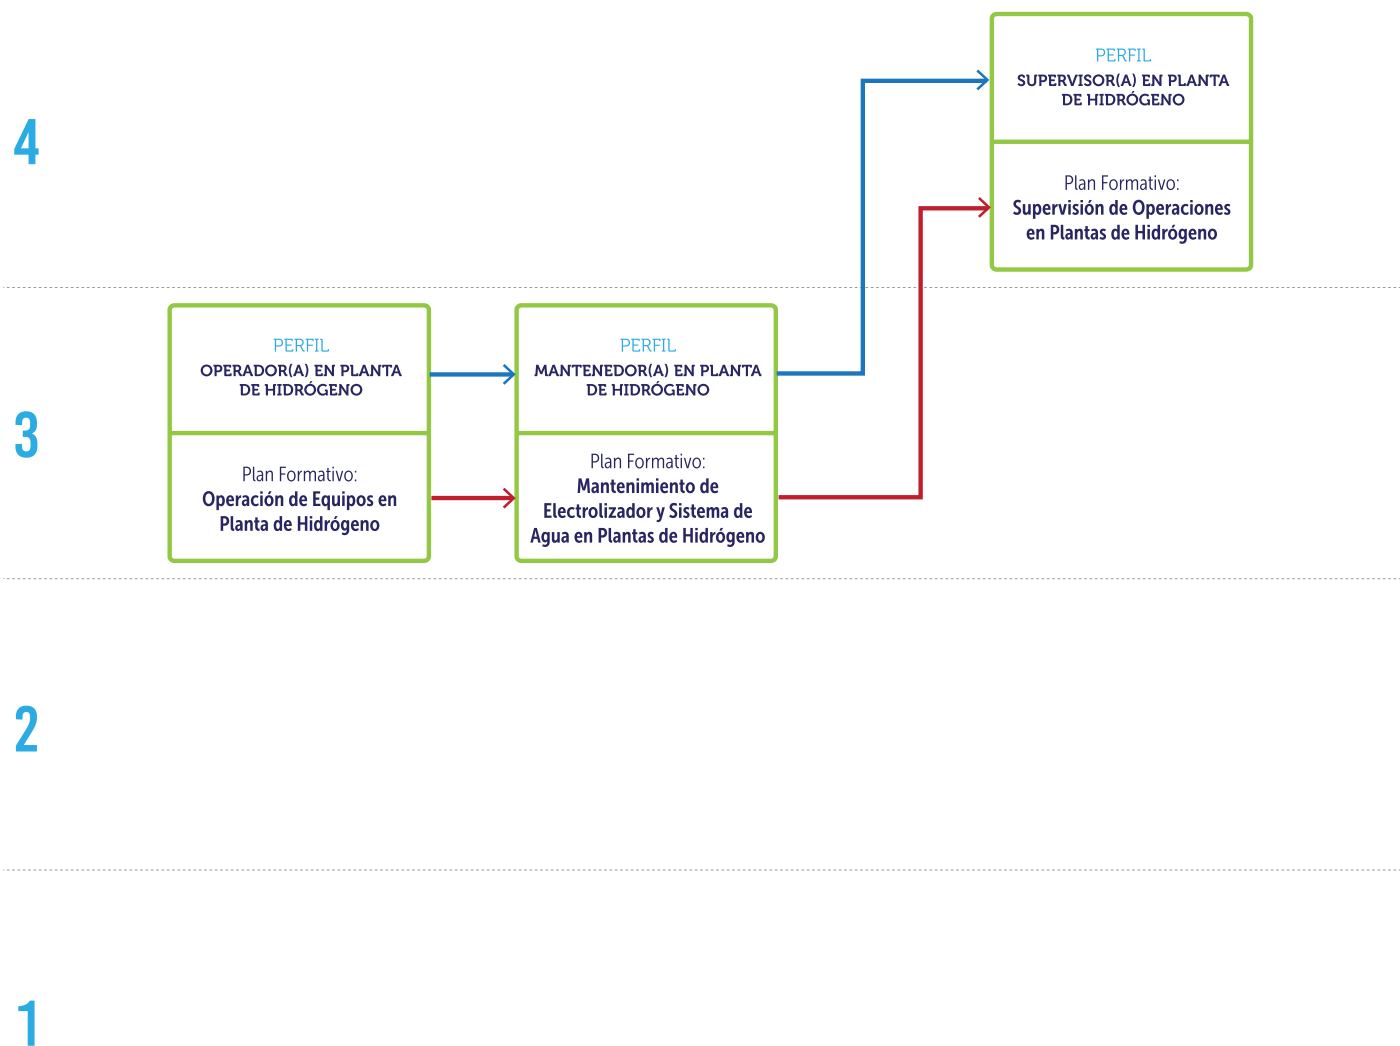 4
PERFIL
SUPERVISOR(A) EN PLANTA
DE HIDRÓGENO
Plan Formativo:
Supervisión de Operaciones
en Plantas de Hidrógeno
3
PERFIL
OPERADOR(A) EN PLANTA
DE HIDRÓGENO
Plan Formativo:
Operación de Equipos en
Planta de Hidrógeno
PERFIL
MANTENEDOR(A) EN PLANTA
DE HIDRÓGENO
Plan Formativo:
Mantenimiento de
Electrolizador y Sistema de
Agua en Plantas de Hidrógeno
2
1